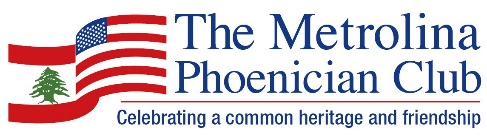 The Metrolina
Phoenician Club
Celebrating a common heritage and friendship